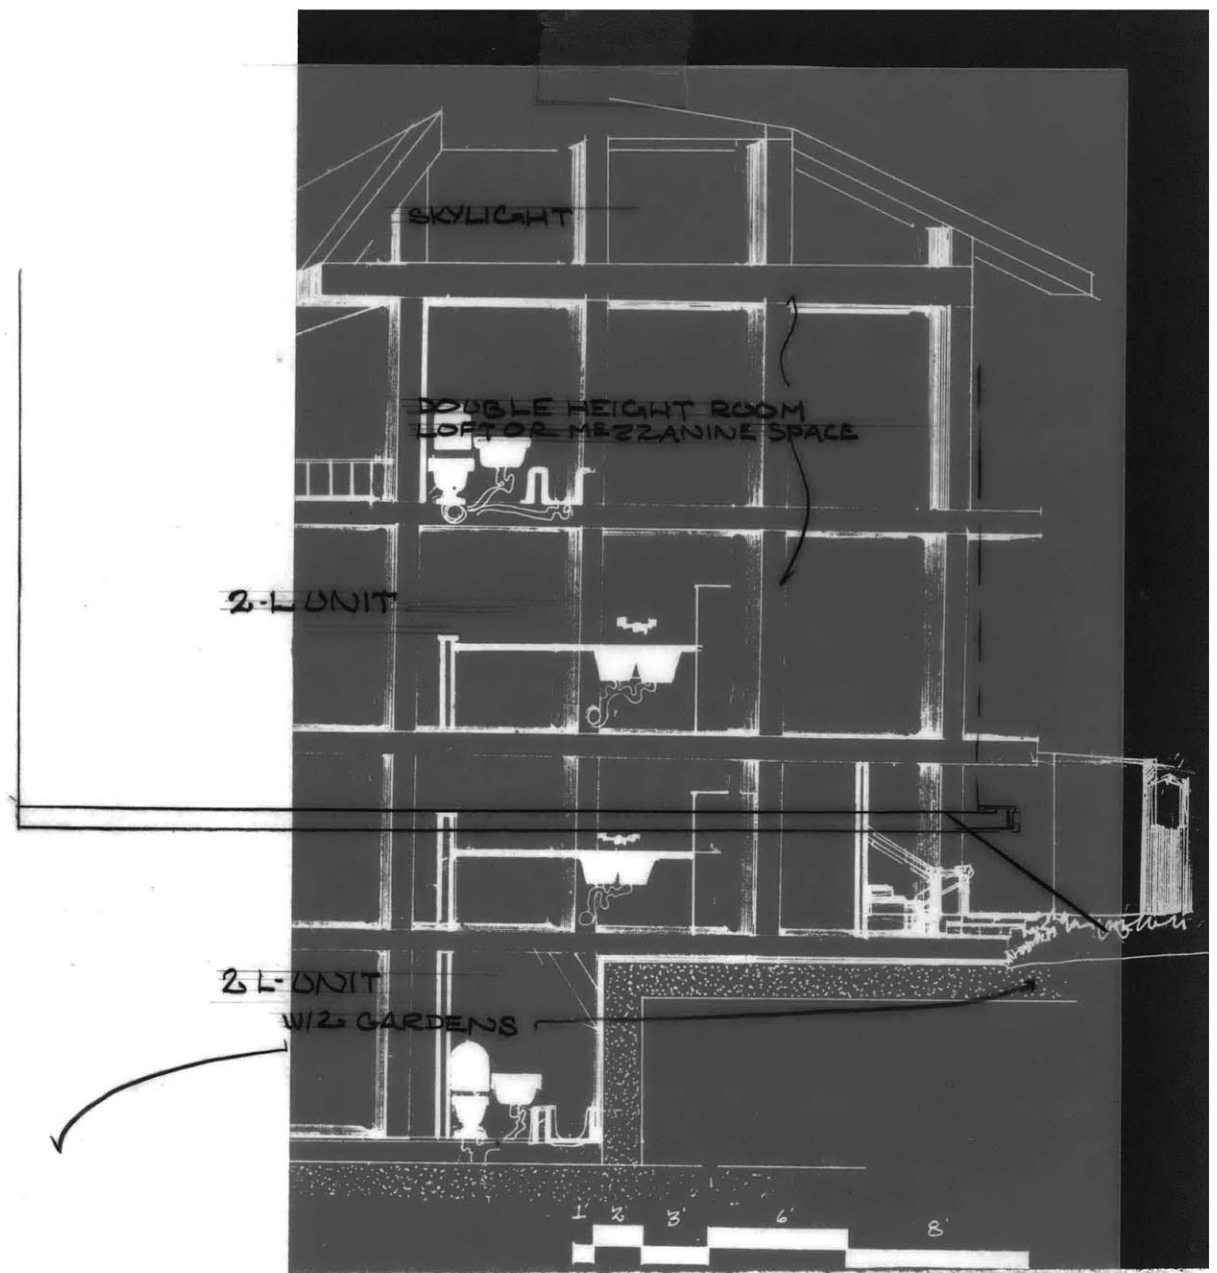 SKYLIGHT
DOUBLE HEIGHT ROOM
LOFT OR MEZZANINE SPACE
2-L UNIT
2 L-UNIT
W/2 GARDENS
1' 2' 3' 6' 8'